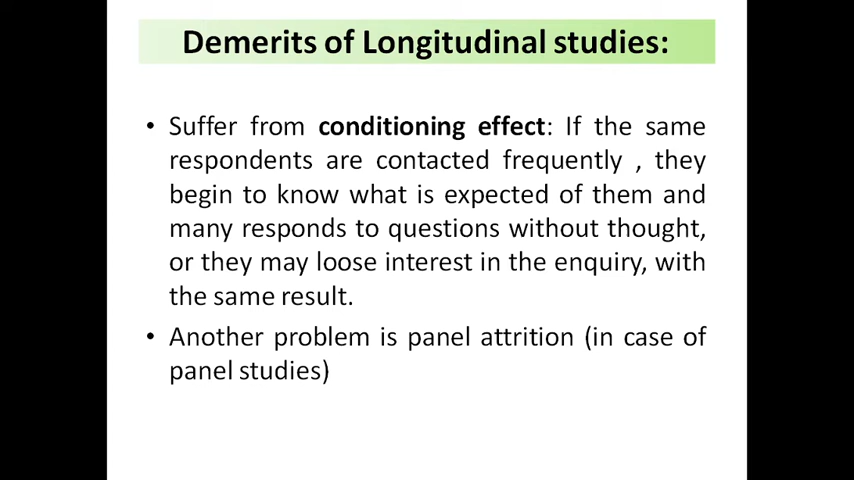 Demerits of Longitudinal studies:
• Suffer from conditioning effect: If the same
respondents are contacted frequently , they
begin to know what is expected of them and
many responds to questions without thought,
or they may loose interest in the enquiry, with
the same result.
• Another problem is panel attrition (in case of
panel studies)